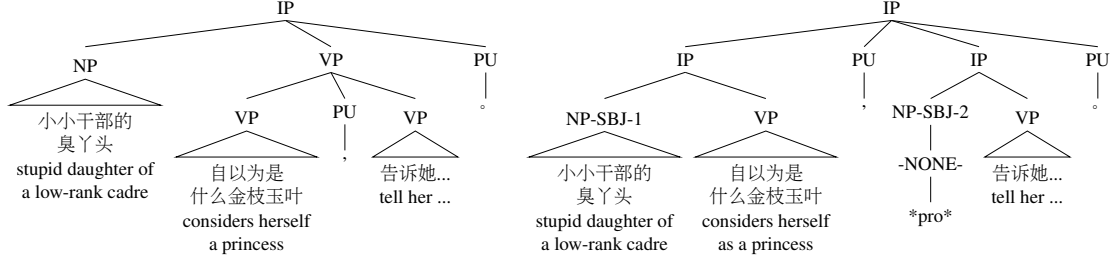 IP
NP VP PU
VP PU VP 。
小小干部的
臭丫头
stupid daughter of
a low-rank cadre
自以为是
什么金枝玉叶
considers herself
a princess
,
告诉她...
tell her ...
IP
IP PU IP PU
NP-SBJ-1 VP , NP-SBJ-2 VP 。
小小干部的
臭丫头
stupid daughter of
a low-rank cadre
自以为是
什么金枝玉叶
considers herself
as a princess
-NONE-
*pro*
告诉她...
tell her ...